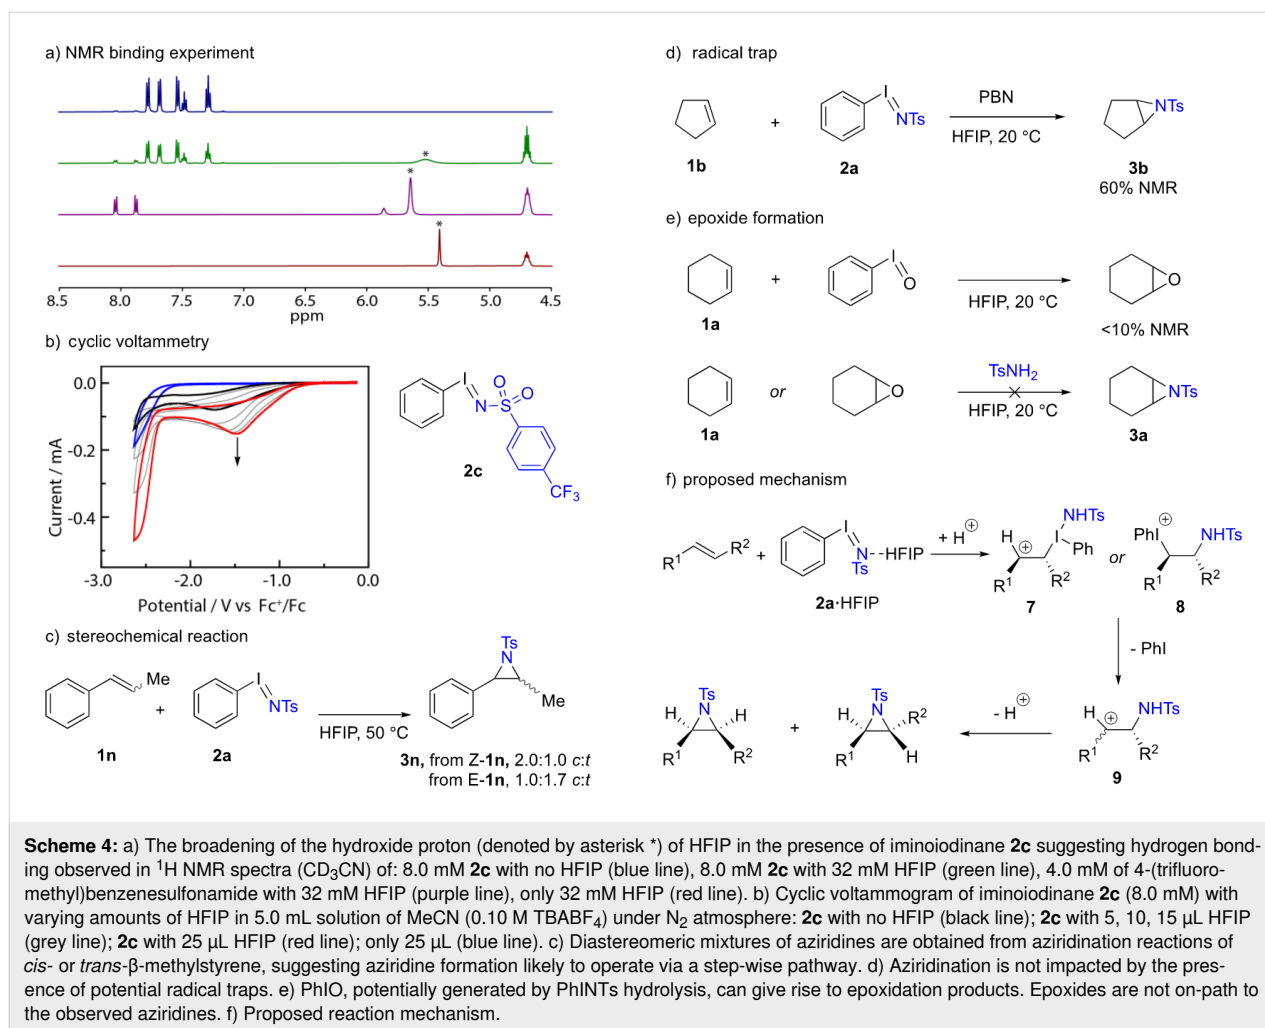 a) NMR binding experiment
*
*
*
8.5 8.0 7.5 7.0 6.5 6.0 5.5 5.0 4.5
ppm
b) cyclic voltammetry
0.0
-0.2
-0.4
Current / mA
-3.0 -2.0 -1.0 0.0
Potential / V vs Fc⁺/Fc
I
N
S
O O
CF₃
2c
c) stereochemical reaction
Me
+
I
NTs
HFIP, 50 °C
Ts
N
Me
1n
2a
3n, from Z-1n, 2.0:1.0 c:t
from E-1n, 1.0:1.7 c:t
d) radical trap
+
I
NTs
PBN
HFIP, 20 °C
NTs
1b
2a
3b
60% NMR
e) epoxide formation
+
I
O
HFIP, 20 °C
O
1a
<10% NMR
or
O
TsNH₂
HFIP, 20 °C
NTs
1a
3a
f) proposed mechanism
R¹ R²
+
I
N
Ts
HFIP
+ H⊕
2a·HFIP
H
⊕
NHTs
I
Ph
R¹ R²
7
or
⊕
PhI
NHTs
R¹ R²
8
- PhI
H
⊕
NHTs
R¹ R²
9
- H⊕
Ts
N
H H
R¹ R²
+
Ts
N
H R²
R¹ H
Scheme 4: a) The broadening of the hydroxide proton (denoted by asterisk *) of HFIP in the presence of iminoiodinane 2c suggesting hydrogen bond-
ing observed in ¹H NMR spectra (CD₃CN) of: 8.0 mM 2c with no HFIP (blue line), 8.0 mM 2c with 32 mM HFIP (green line), 4.0 mM of 4-(trifluoro-
methyl)benzenesulfonamide with 32 mM HFIP (purple line), only 32 mM HFIP (red line). b) Cyclic voltammogram of iminoiodinane 2c (8.0 mM) with
varying amounts of HFIP in 5.0 mL solution of MeCN (0.10 M TBABF₄) under N₂ atmosphere: 2c with no HFIP (black line); 2c with 5, 10, 15 µL HFIP
(grey line); 2c with 25 µL HFIP (red line); only 25 µL (blue line). c) Diastereomeric mixtures of aziridines are obtained from aziridination reactions of
cis- or trans-β-methylstyrene, suggesting aziridine formation likely to operate via a step-wise pathway. d) Aziridination is not impacted by the pres-
ence of potential radical traps. e) PhIO, potentially generated by PhINTs hydrolysis, can give rise to epoxidation products. Epoxides are not on-path to
the observed aziridines. f) Proposed reaction mechanism.